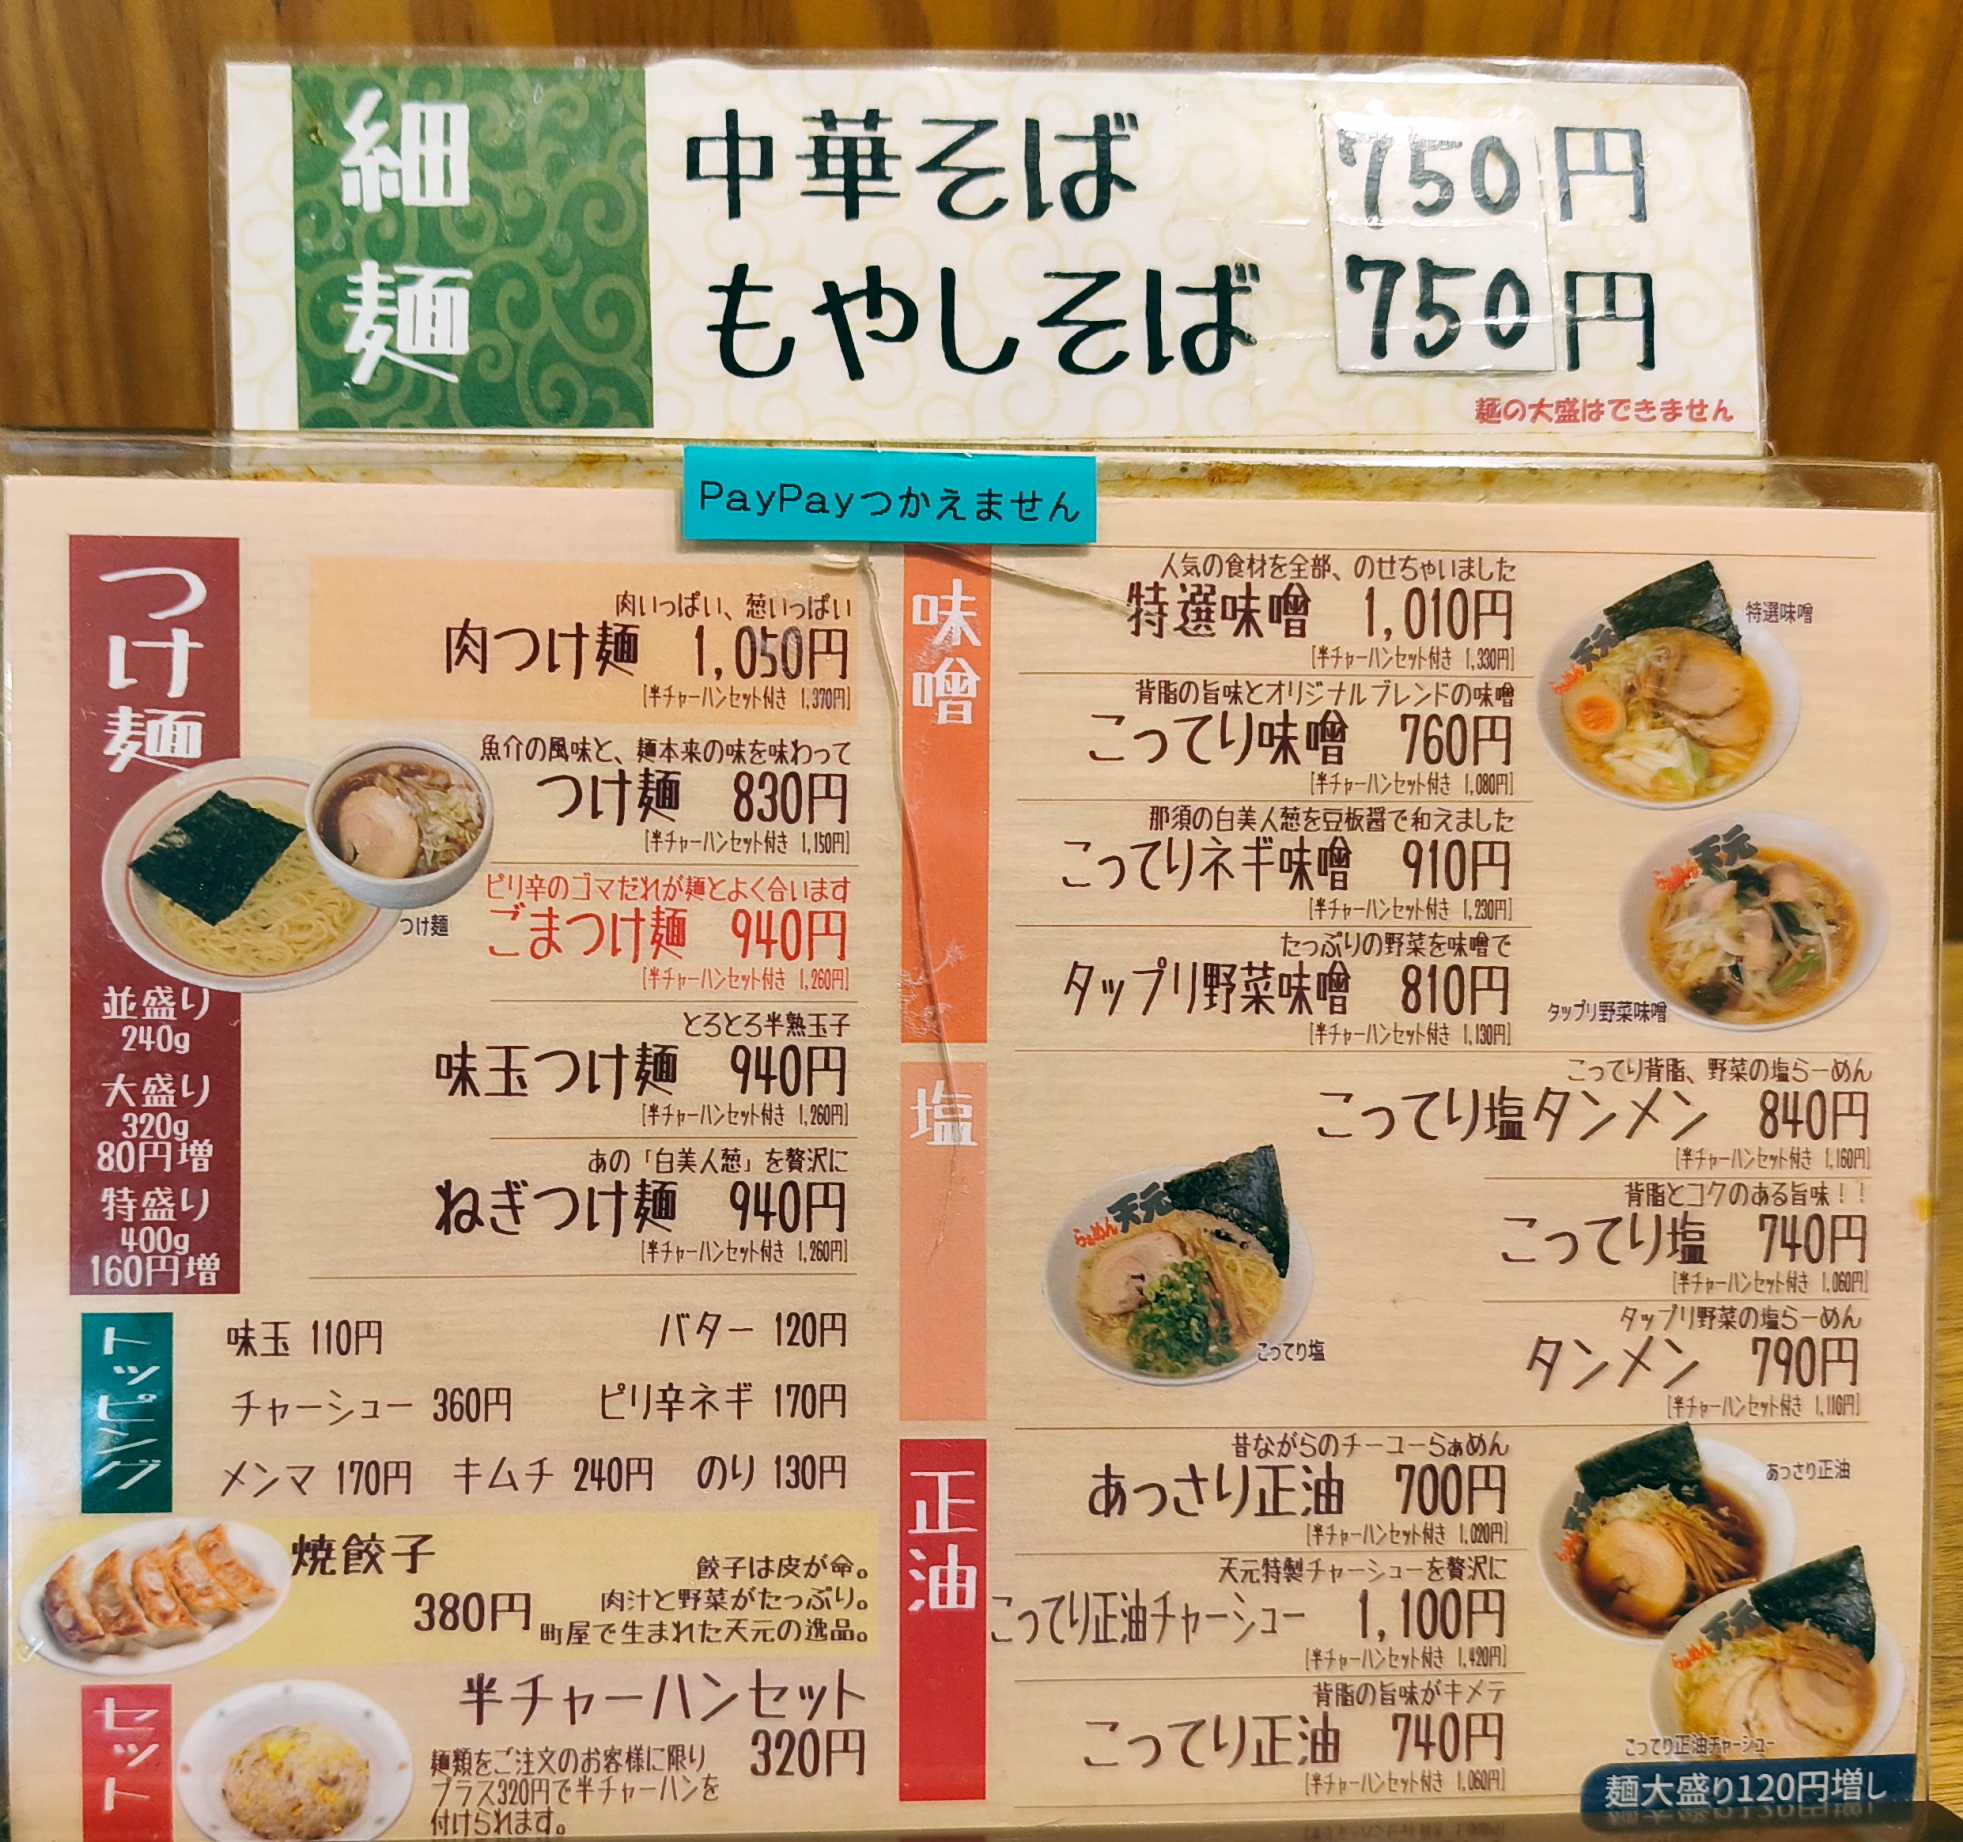 細麺
中華そば 750円
もやしそば 750円
麺の大盛はできません
PayPayつかえません
つけ麺
肉いっぱい、葱いっぱい
肉つけ麺 1,050円
[半チャーハンセット付き 1,370円]
魚介の風味と、麺本来の味を味わって
つけ麺 830円
[半チャーハンセット付き 1,150円]
ピリ辛のゴマだれが麺とよく合います
ごまつけ麺 940円
[半チャーハンセット付き 1,260円]
つけ麺
とろとろ半熟玉子
味玉つけ麺 940円
[半チャーハンセット付き 1,260円]
あの「白美人葱」を贅沢に
ねぎつけ麺 940円
[半チャーハンセット付き 1,260円]
並盛り
240g
大盛り
320g
80円増
特盛り
400g
160円増
トッピング
味玉 110円 バター 120円
チャーシュー 360円 ピリ辛ネギ 170円
メンマ 170円 キムチ 240円 のり 130円
焼餃子
380円
餃子は皮が命。
肉汁と野菜がたっぷり。
町屋で生まれた天元の逸品。
セット
半チャーハンセット
320円
麺類をご注文のお客様に限り
プラス320円で半チャーハンを
付けられます。
味噌
人気の食材を全部、のせちゃいました
特選味噌 1,010円
[半チャーハンセット付き 1,330円]
特選味噌
らぁめん天元
背脂の旨味とオリジナルブレンドの味噌
こってり味噌 760円
[半チャーハンセット付き 1,080円]
那須の白美人葱を豆板醤で和えました
こってりネギ味噌 910円
[半チャーハンセット付き 1,230円]
らぁめん天元
たっぷりの野菜を味噌で
タップリ野菜味噌 810円
[半チャーハンセット付き 1,130円]
タップリ野菜味噌
塩
こってり背脂、野菜の塩らーめん
こってり塩タンメン 840円
[半チャーハンセット付き 1,160円]
背脂とコクのある旨味！！
こってり塩 740円
[半チャーハンセット付き 1,060円]
タップリ野菜の塩らーめん
タンメン 790円
[半チャーハンセット付き 1,116円]
らぁめん天元
こってり塩
正油
昔ながらのチーユーらぁめん
あっさり正油 700円
[半チャーハンセット付き 1,020円]
あっさり正油
天元特製チャーシューを贅沢に
こってり正油チャーシュー 1,100円
[半チャーハンセット付き 1,420円]
背脂の旨味がキメテ
こってり正油 740円
[半チャーハンセット付き 1,060円]
らぁめん天元
こってり正油チャーシュー
麺大盛り120円増し